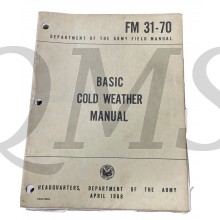 FM 31-70
DEPARTMENT OF THE ARMY FIELD MANUAL
BASIC
COLD WEATHER
MANUAL
QMS
HEADQUARTERS, DEPARTMENT OF THE ARMY
APRIL 1968